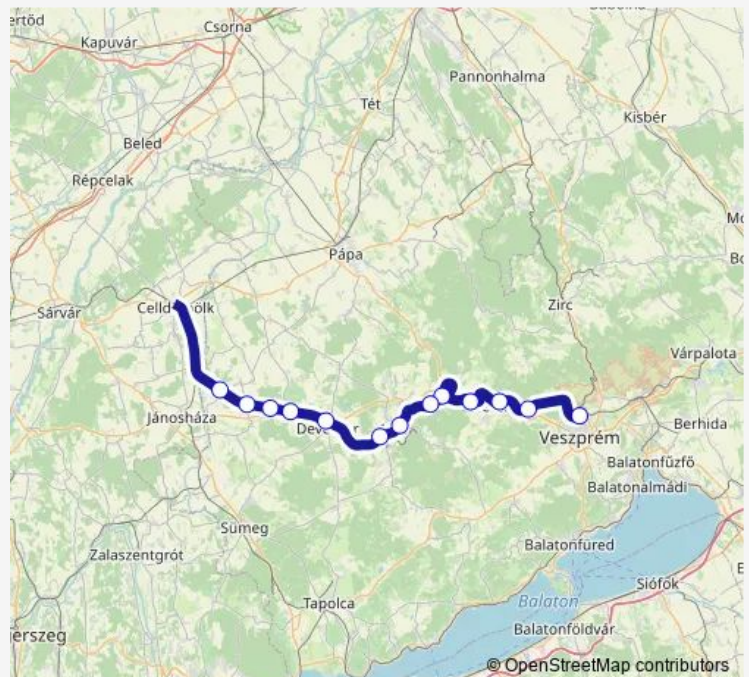 Csorna
Kapuvár
Pannonhalma
Tét
Kisbér
Beled
Répcelak
Pápa
Zirc
Sárvár
Várpalota
Jánosháza
Veszprém
Berhida
Balatonfűzfő
Balatonalmádi
Sümeg
Balatonfüred
Zalaszentgrót
Siófok
Tapolca
Balaton
Balatonföldvár
© OpenStreetMap contributors